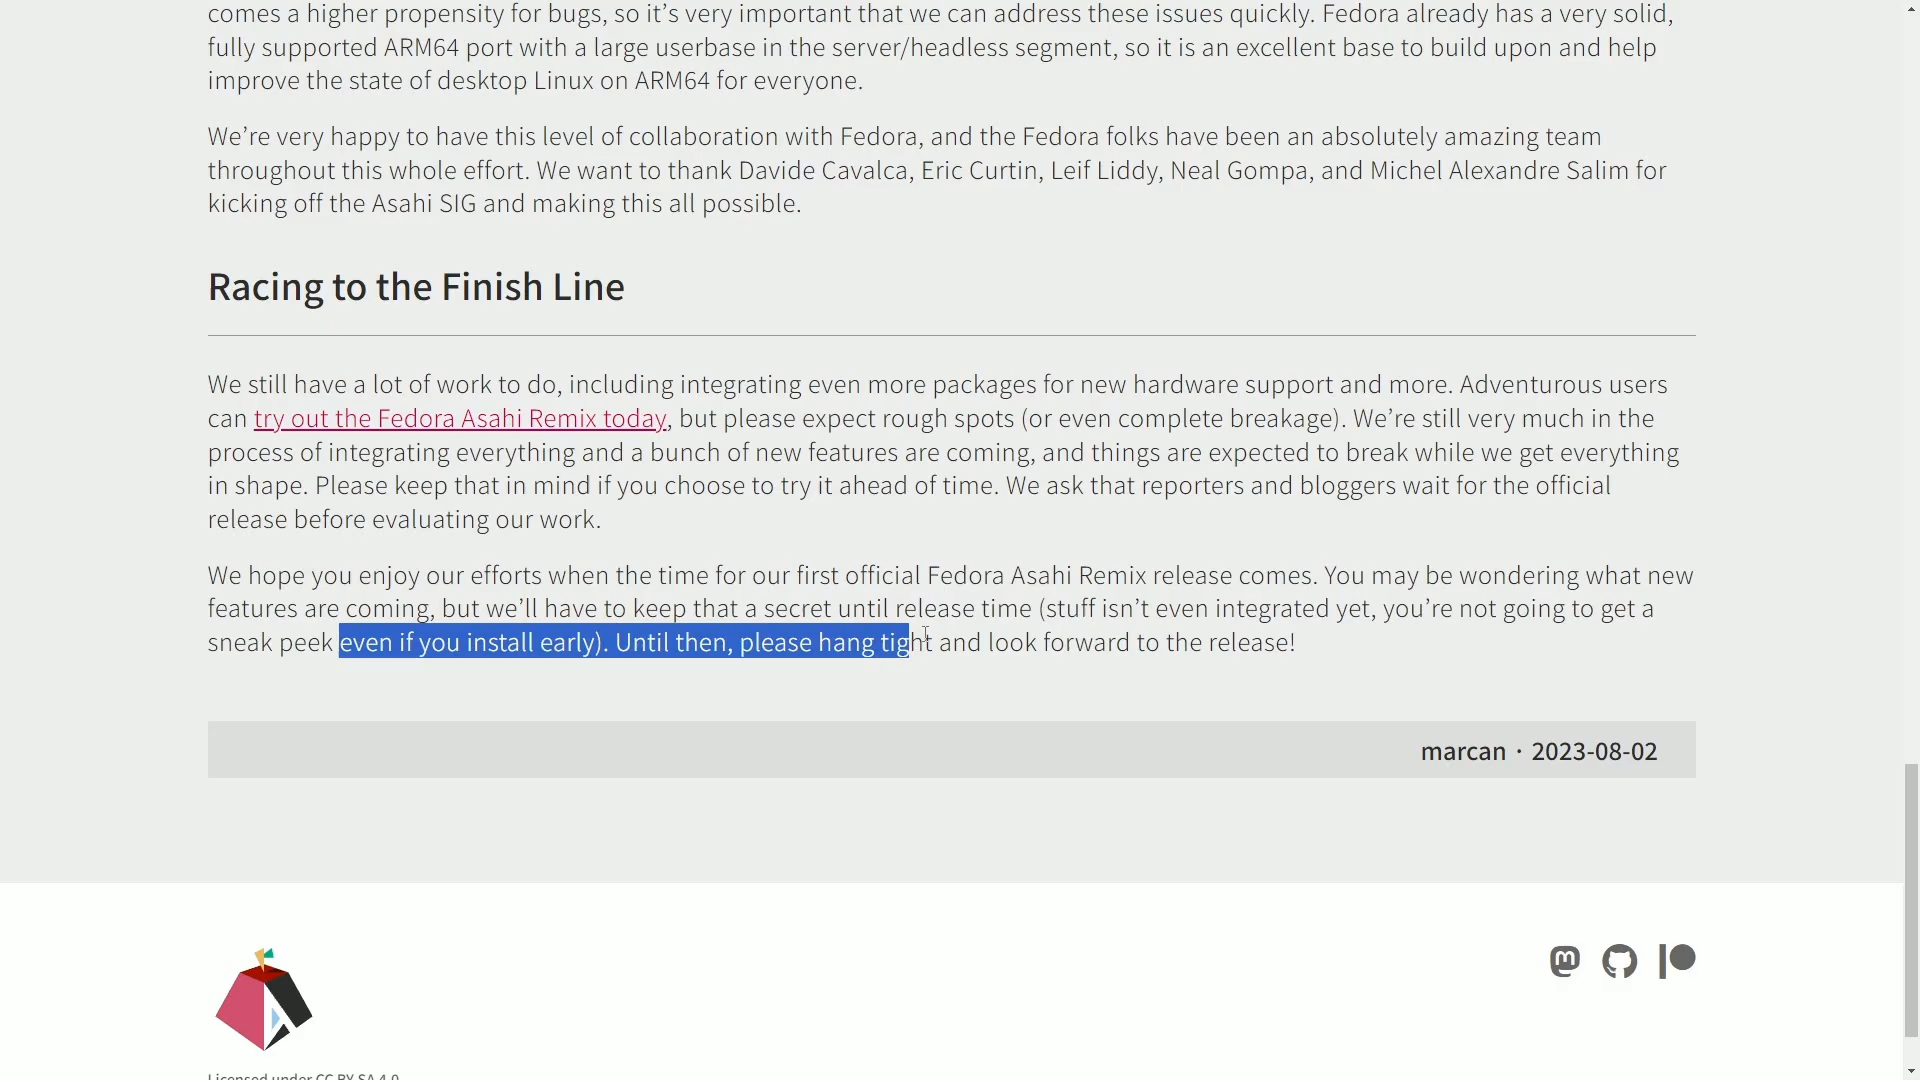 comes a higher propensity for bugs, so it’s very important that we can address these issues quickly. Fedora already has a very solid,
fully supported ARM64 port with a large userbase in the server/headless segment, so it is an excellent base to build upon and help
improve the state of desktop Linux on ARM64 for everyone.
We’re very happy to have this level of collaboration with Fedora, and the Fedora folks have been an absolutely amazing team
throughout this whole effort. We want to thank Davide Cavalca, Eric Curtin, Leif Liddy, Neal Gompa, and Michel Alexandre Salim for
kicking off the Asahi SIG and making this all possible.
Racing to the Finish Line
We still have a lot of work to do, including integrating even more packages for new hardware support and more. Adventurous users
can try out the Fedora Asahi Remix today, but please expect rough spots (or even complete breakage). We’re still very much in the
process of integrating everything and a bunch of new features are coming, and things are expected to break while we get everything
in shape. Please keep that in mind if you choose to try it ahead of time. We ask that reporters and bloggers wait for the official
release before evaluating our work.
We hope you enjoy our efforts when the time for our first official Fedora Asahi Remix release comes. You may be wondering what new
features are coming, but we’ll have to keep that a secret until release time (stuff isn’t even integrated yet, you’re not going to get a
sneak peek even if you install early). Until then, please hang tight and look forward to the release!
marcan · 2023-08-02
Licensed under CC BY-SA 4.0